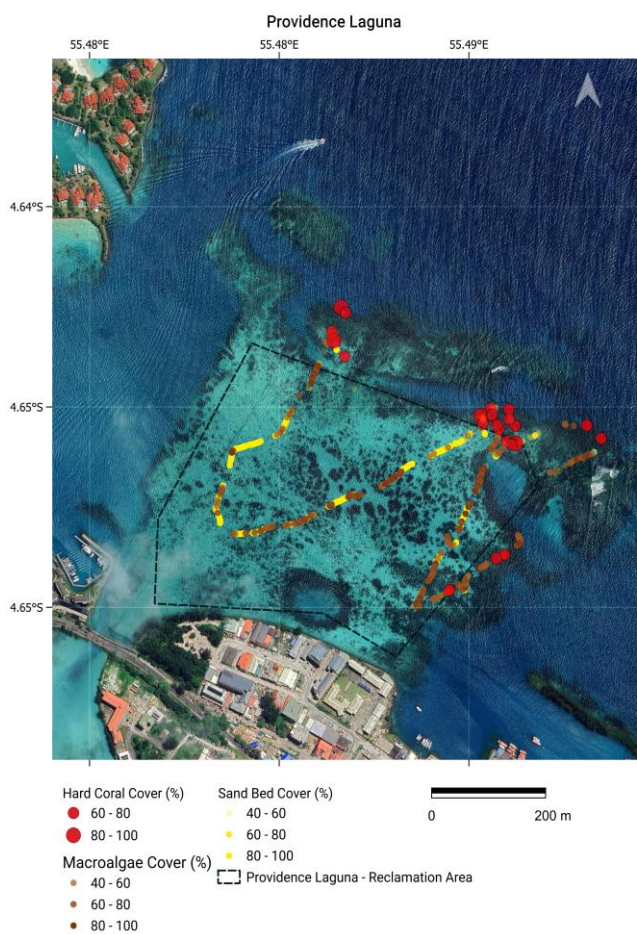 Providence Laguna
55.48°E 55.48°E 55.49°E
4.64°S
4.65°S
4.65°S
Hard Coral Cover (%)
60 - 80
80 - 100
Macroalgae Cover (%)
40 - 60
60 - 80
80 - 100
Sand Bed Cover (%)
40 - 60
60 - 80
80 - 100
Providence Laguna - Reclamation Area
0 200 m